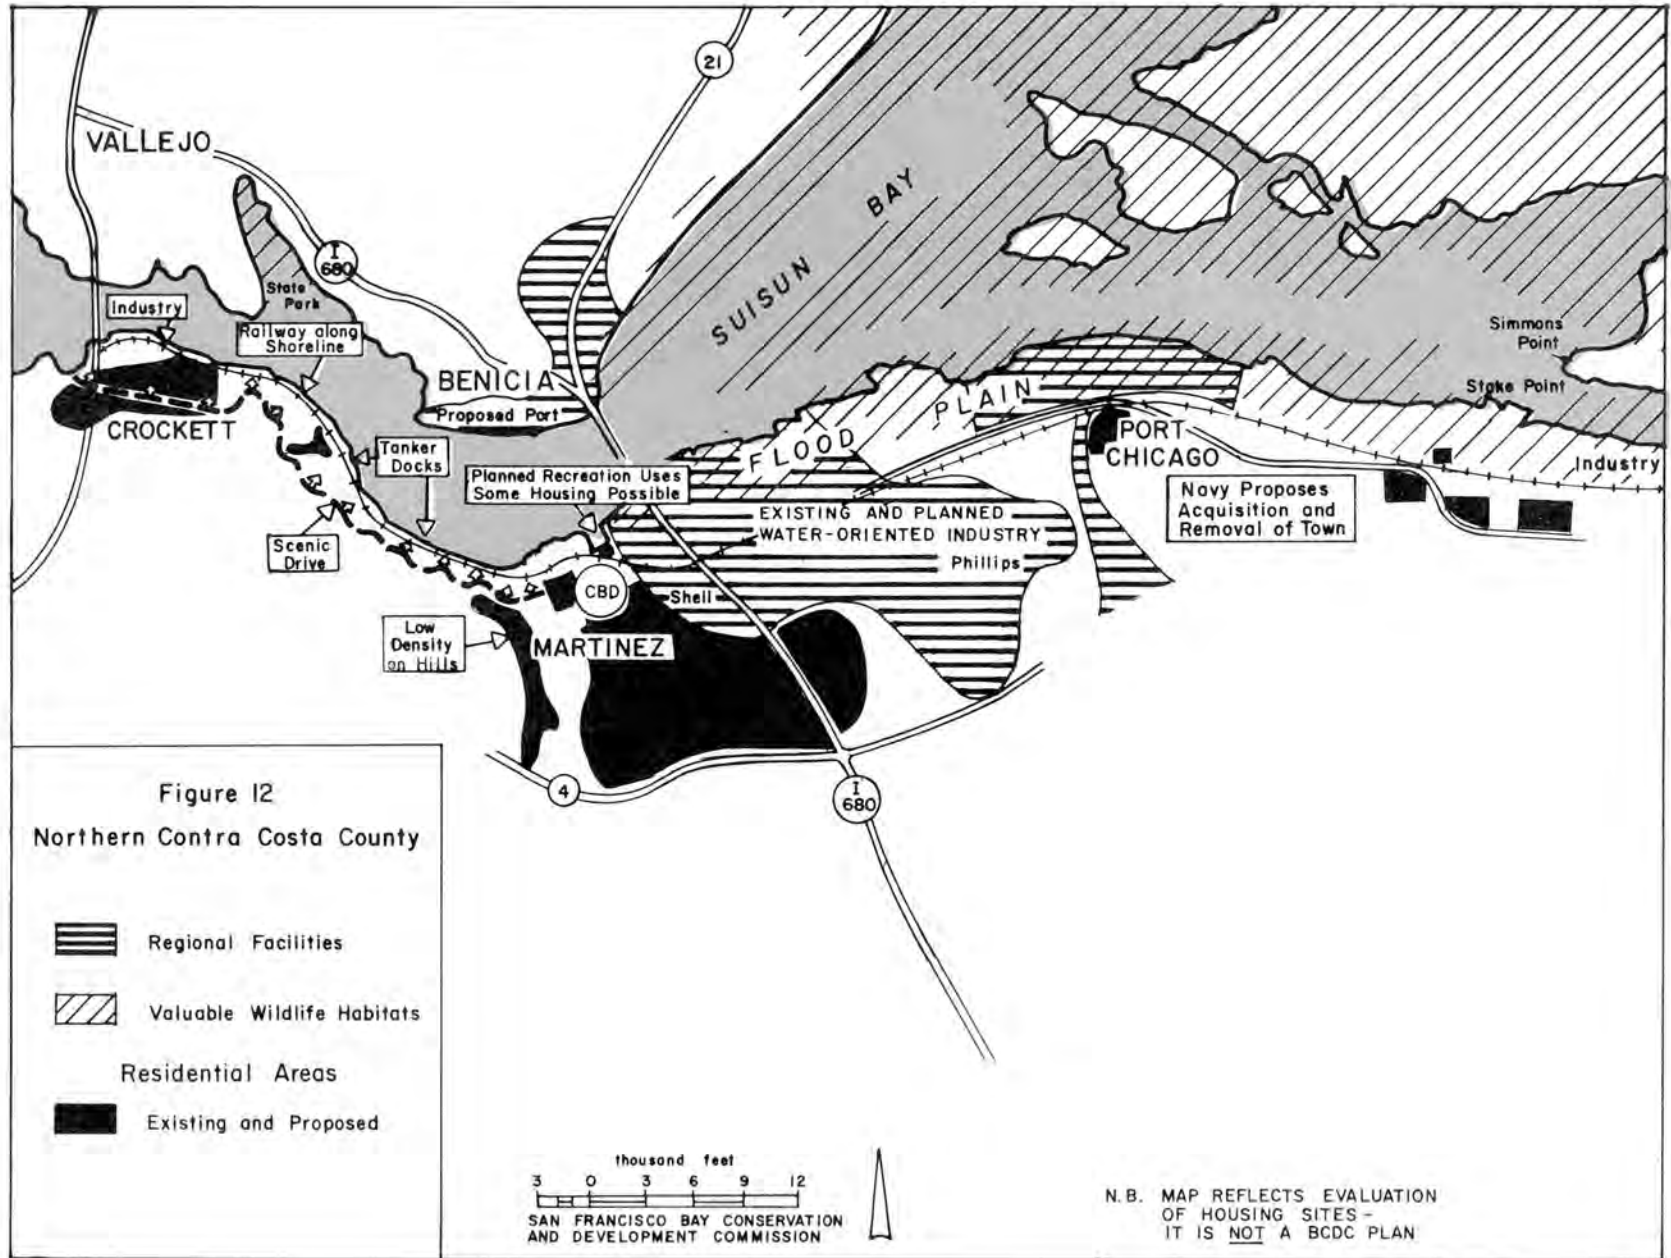 21
VALLEJO
I
680
State
Park
Industry
Railway along
Shoreline
SUISUN BAY
Simmons
Point
Stake Point
BENICIA
Proposed Port
CROCKETT
Tanker
Docks
Planned Recreation Uses
Some Housing Possible
FLOOD PLAIN
PORT
CHICAGO
Industry
Navy Proposes
Acquisition and
Removal of Town
EXISTING AND PLANNED
WATER-ORIENTED INDUSTRY
Phillips
Scenic
Drive
CBD
Shell
Low
Density
on Hills
MARTINEZ
4
I
680
Figure 12
Northern Contra Costa County
Regional Facilities
Valuable Wildlife Habitats
Residential Areas
Existing and Proposed
thousand feet
3 0 3 6 9 12
SAN FRANCISCO BAY CONSERVATION
AND DEVELOPMENT COMMISSION
N.B. MAP REFLECTS EVALUATION
OF HOUSING SITES -
IT IS NOT A BCDC PLAN